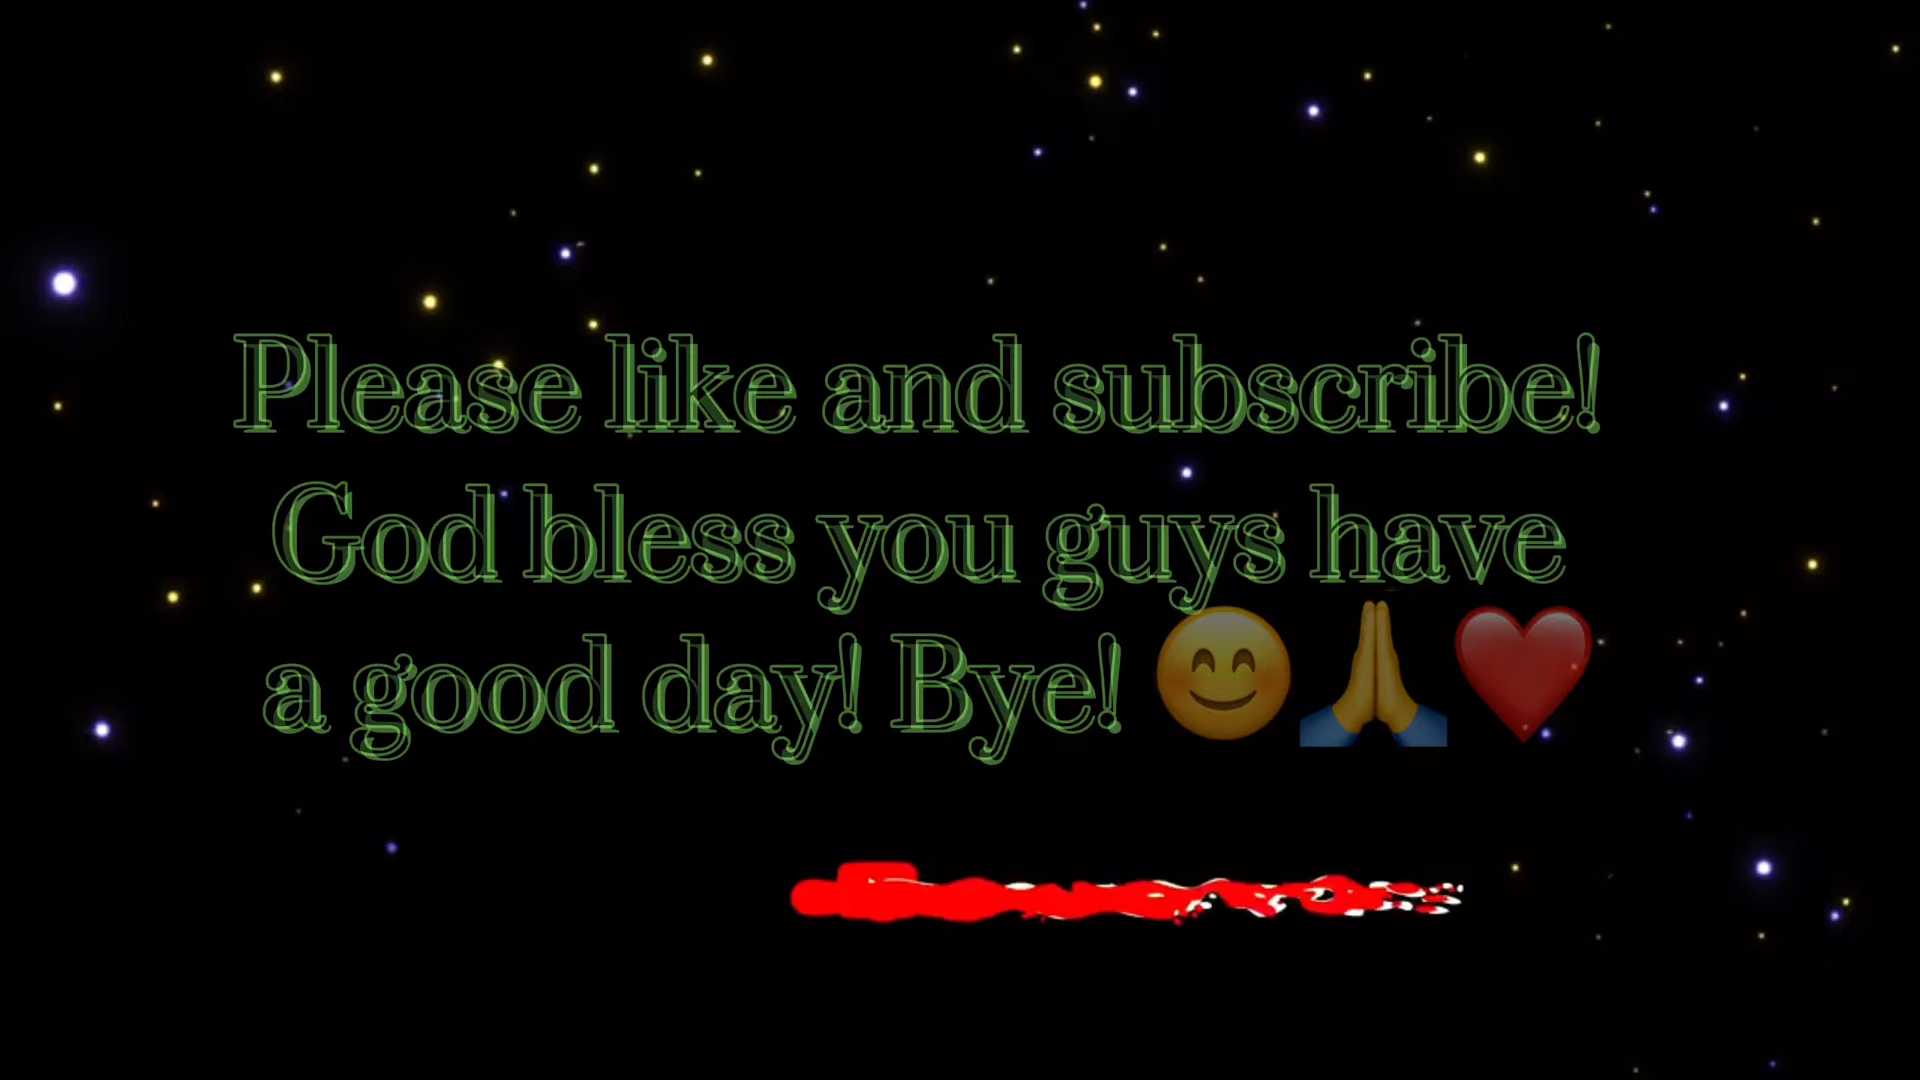 Please like and subscribe!
God bless you guys have
a good day! Bye! 😊🙏❤️